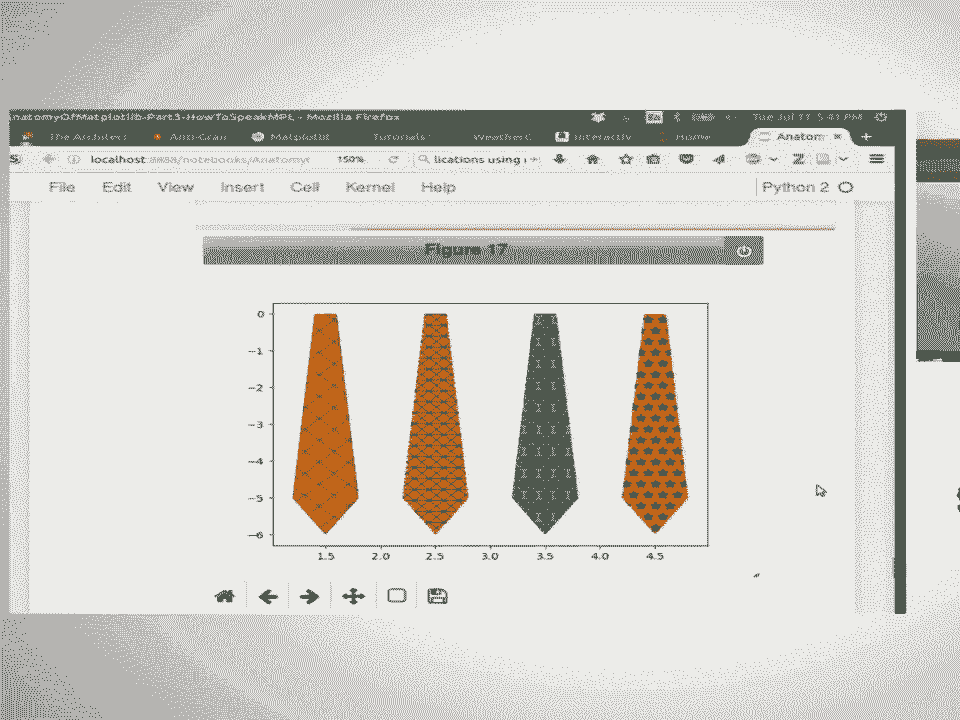 AnatomyOfMatplotlib-Part3-HowToSpeakMPL - Mozilla Firefox
Tue Jul 11 5:41 PM
The Architect
Matplotlib
Tutorials
Weather
Interactiv
Home
Anatom
localhost:8888/notebooks/Anatomy
150%
lications using
File Edit View Insert Cell Kernel Help Python 2
Figure 17
0
−1
−2
−3
−4
−5
−6
1.5 2.0 2.5 3.0 3.5 4.0 4.5